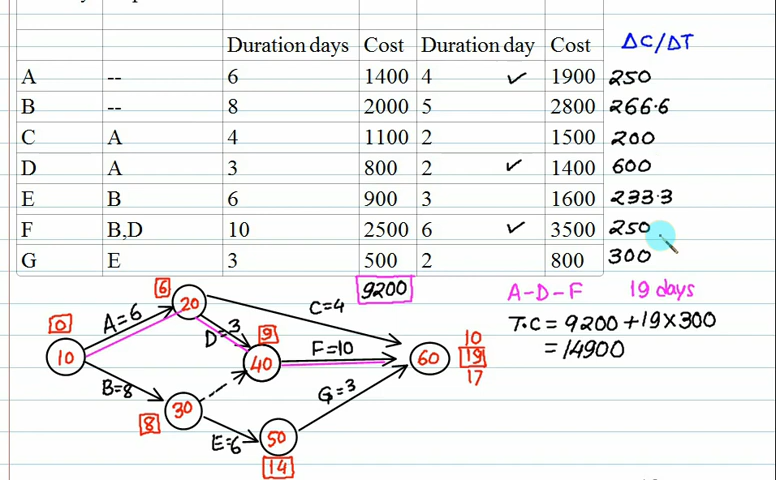 Duration days Cost Duration day Cost ΔC/ΔT
A -- 6 1400 4 ✓ 1900 250
B -- 8 2000 5 2800 266.6
C A 4 1100 2 1500 200
D A 3 800 2 ✓ 1400 600
E B 6 900 3 1600 233.3
F B,D 10 2500 6 ✓ 3500 250
G E 3 500 2 800 300
9200
A-D-F 19 days
T.C = 9200 + 19 × 300
= 14900
6
20
C=4
0
A=6
D=3
9
10
F=10
10
40
60
19
17
B=8
G=3
30
8
E=6
50
14